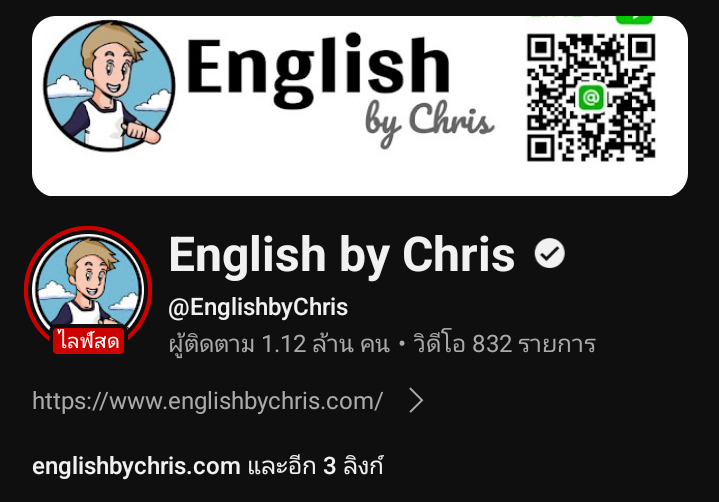 English
by Chris
@
English by Chris
ไลฟ์สด
@EnglishbyChris
ผู้ติดตาม 1.12 ล้าน คน • วิดีโอ 832 รายการ
https://www.englishbychris.com/
englishbychris.com และอีก 3 ลิงก์